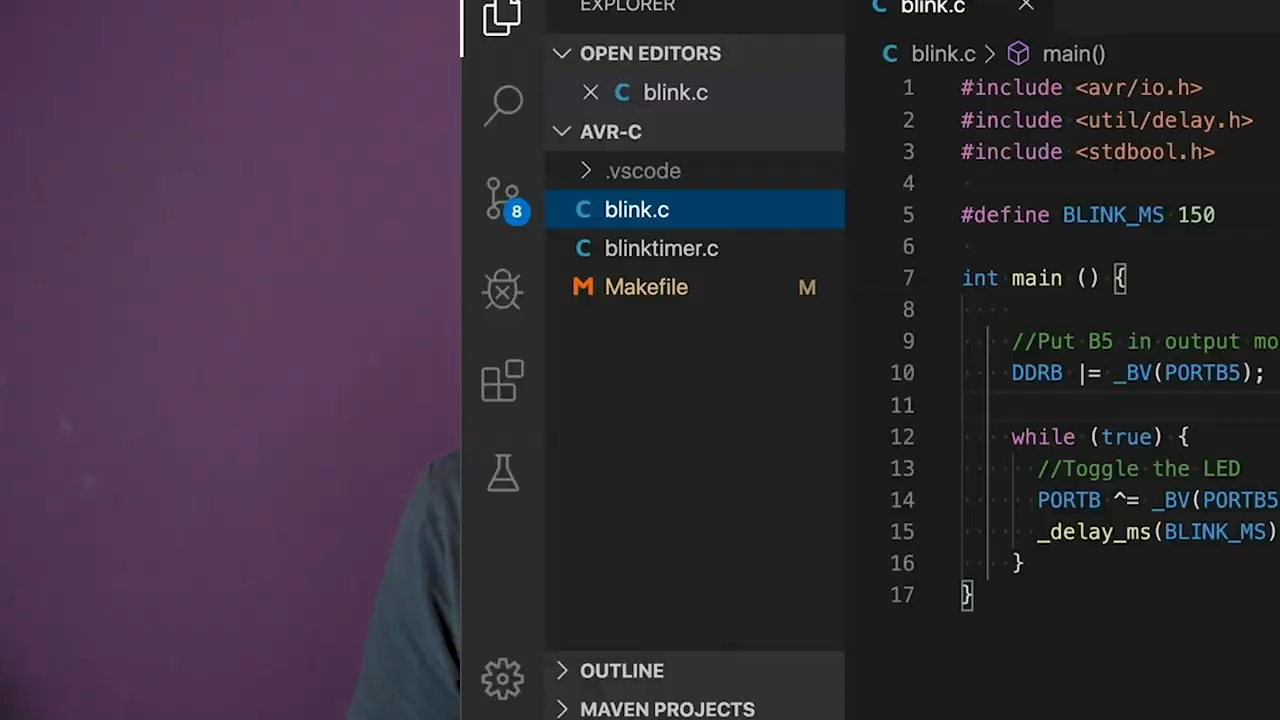 EXPLORER
OPEN EDITORS
C blink.c
AVR-C
.vscode
C blink.c
C blinktimer.c
M Makefile M
8
OUTLINE
MAVEN PROJECTS
C blink.c
C blink.c > main()
1 #include <avr/io.h>
2 #include <util/delay.h>
3 #include <stdbool.h>
4
5 #define BLINK_MS 150
6
7 int main () {
8
9 //Put B5 in output mo
10 DDRB |= _BV(PORTB5);
11
12 while (true) {
13 //Toggle the LED
14 PORTB ^= _BV(PORTB5
15 _delay_ms(BLINK_MS)
16 }
17 }